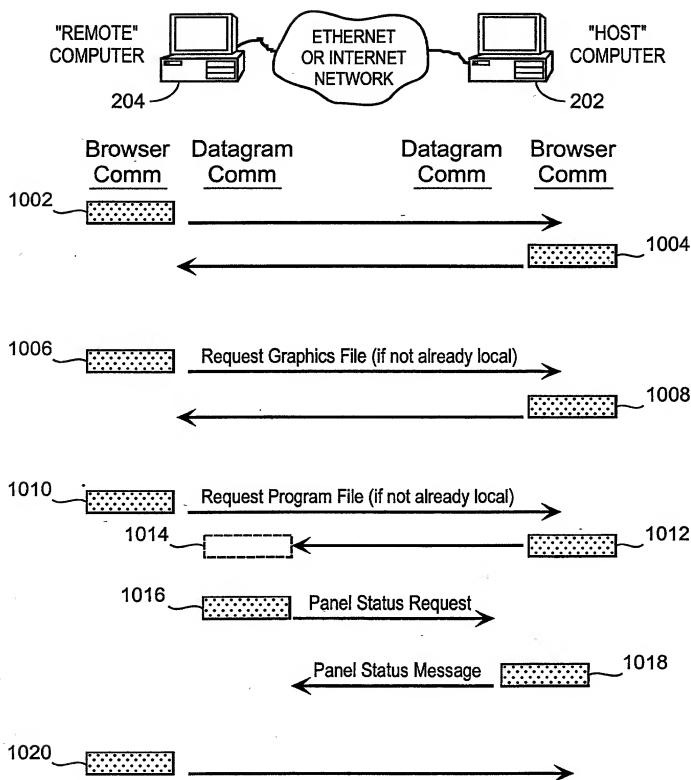 "REMOTE"
COMPUTER
ETHERNET
OR INTERNET
NETWORK
"HOST"
COMPUTER
204
202
Browser
Comm
Datagram
Comm
Datagram
Comm
Browser
Comm
1002
1004
1006
Request Graphics File (if not already local)
1008
1010
Request Program File (if not already local)
1014
1012
1016
Panel Status Request
Panel Status Message
1018
1020